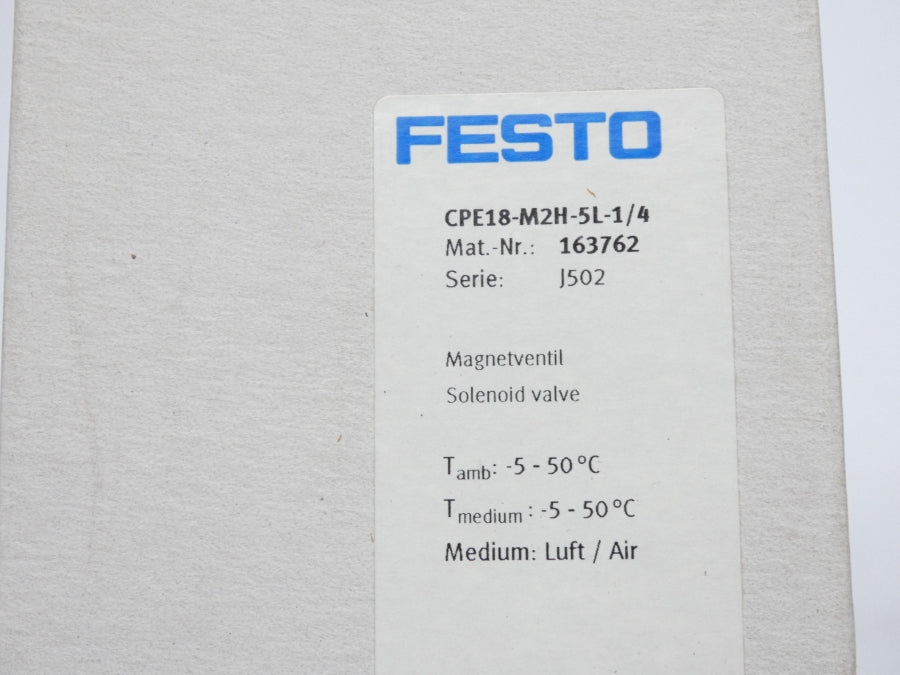 FESTO
CPE18-M2H-5L-1/4
Mat.-Nr.: 163762
Serie: J502
Magnetventil
Solenoid valve
Tamb: -5 - 50 °C
Tmedium : -5 - 50 °C
Medium: Luft / Air